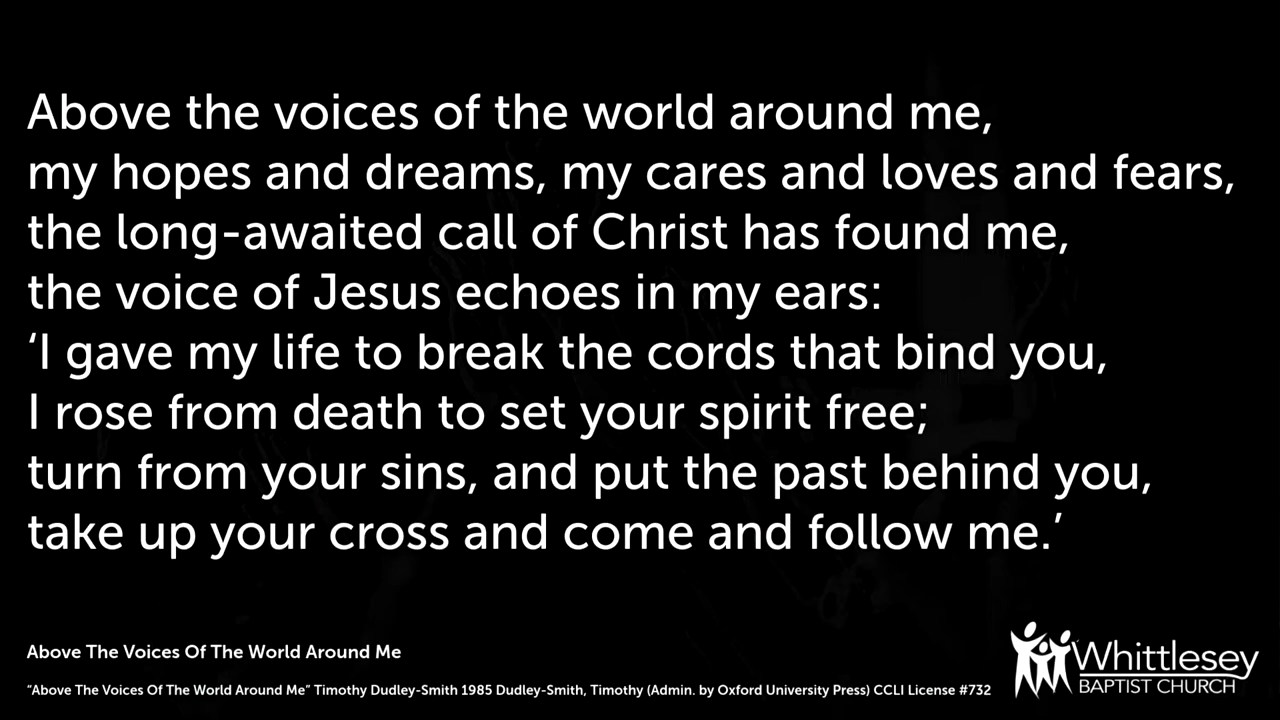 Above the voices of the world around me,
my hopes and dreams, my cares and loves and fears,
the long-awaited call of Christ has found me,
the voice of Jesus echoes in my ears:
‘I gave my life to break the cords that bind you,
I rose from death to set your spirit free;
turn from your sins, and put the past behind you,
take up your cross and come and follow me.’
Above The Voices Of The World Around Me
“Above The Voices Of The World Around Me” Timothy Dudley-Smith 1985 Dudley-Smith, Timothy (Admin. by Oxford University Press) CCLI License #732
Whittlesey
BAPTIST CHURCH